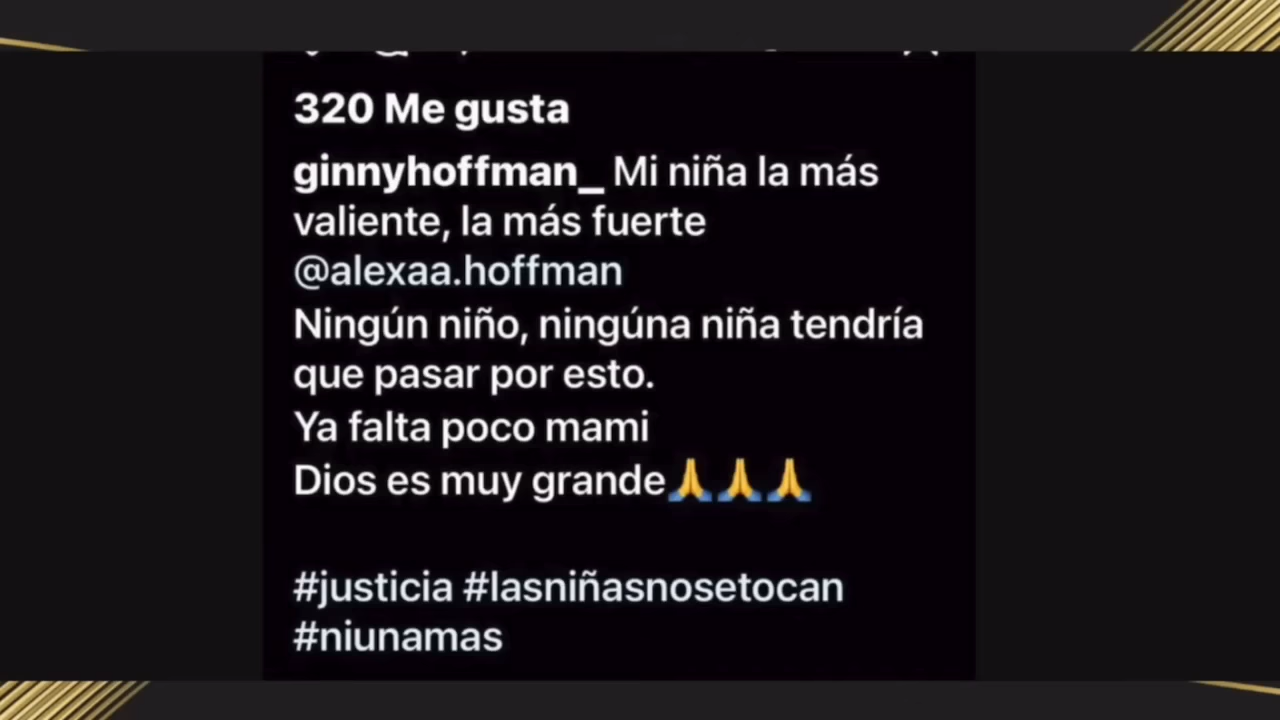 320 Me gusta
ginnyhoffman_ Mi niña la más
valiente, la más fuerte
@alexaa.hoffman
Ningún niño, ningúna niña tendría
que pasar por esto.
Ya falta poco mami
Dios es muy grande🙏🙏🙏
#justicia #lasniñasnosetocan
#niunamas